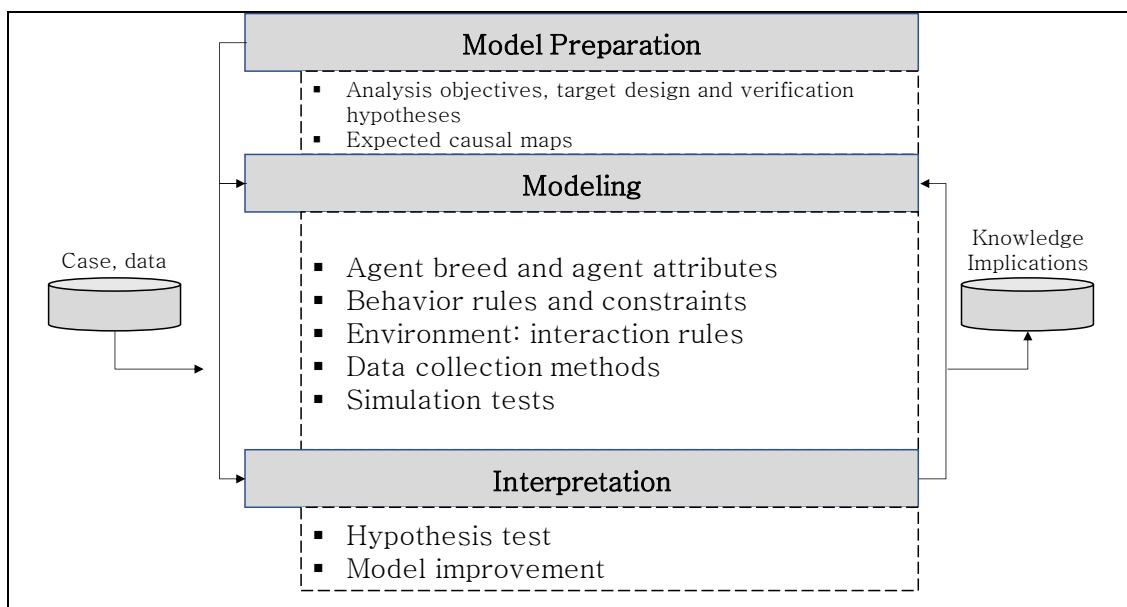 Model Preparation
▪ Analysis objectives, target design and verification
hypotheses
▪ Expected causal maps
Modeling
Case, data
▪ Agent breed and agent attributes
▪ Behavior rules and constraints
▪ Environment: interaction rules
▪ Data collection methods
▪ Simulation tests
Knowledge
Implications
Interpretation
▪ Hypothesis test
▪ Model improvement